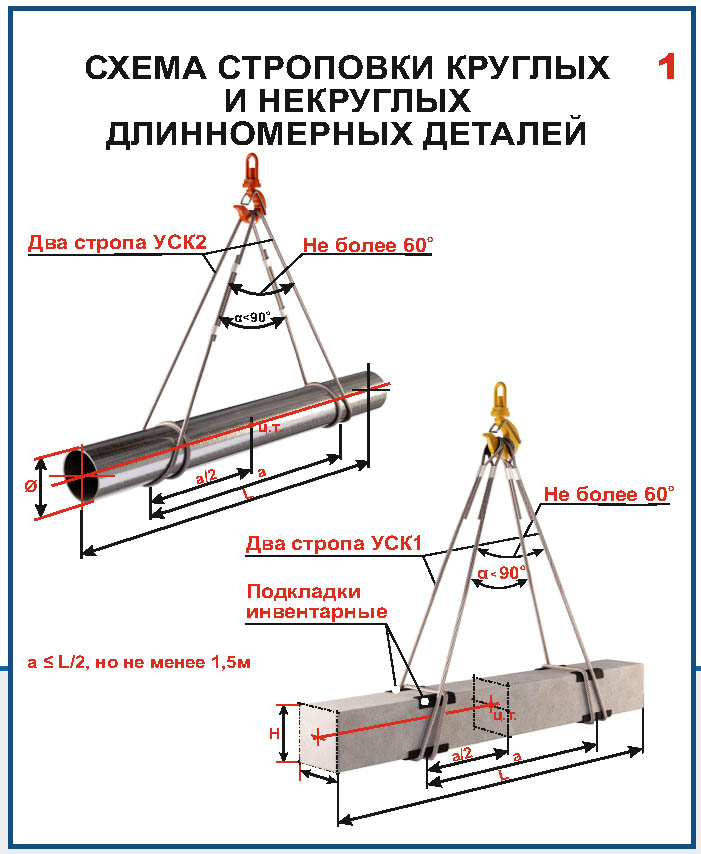 СХЕМА СТРОПОВКИ КРУГЛЫХ
И НЕКРУГЛЫХ
ДЛИННОМЕРНЫХ ДЕТАЛЕЙ
1
Два стропа УСК2
Не более 60°
α<90°
ц.т.
a/2
a
L
Ø
Не более 60°
Два стропа УСК1
α<90°
Подкладки
инвентарные
a ≤ L/2, но не менее 1,5м
ц.т.
H
a/2
a
L